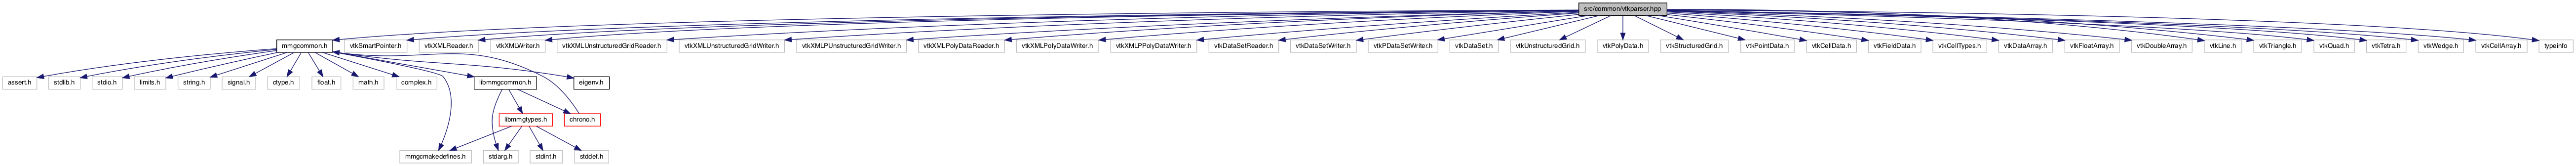 src/common/vtkparser.hpp
mmgcommon.h
vtkSmartPointer.h
vtkXMLReader.h
vtkXMLWriter.h
vtkXMLUnstructuredGridReader.h
vtkXMLUnstructuredGridWriter.h
vtkXMLPUnstructuredGridWriter.h
vtkXMLPolyDataReader.h
vtkXMLPolyDataWriter.h
vtkXMLPPolyDataWriter.h
vtkDataSetReader.h
vtkDataSetWriter.h
vtkPDataSetWriter.h
vtkDataSet.h
vtkUnstructuredGrid.h
vtkPolyData.h
vtkStructuredGrid.h
vtkPointData.h
vtkCellData.h
vtkFieldData.h
vtkCellTypes.h
vtkDataArray.h
vtkFloatArray.h
vtkDoubleArray.h
vtkLine.h
vtkTriangle.h
vtkQuad.h
vtkTetra.h
vtkWedge.h
vtkCellArray.h
typeinfo
assert.h
stdlib.h
stdio.h
limits.h
string.h
signal.h
ctype.h
float.h
math.h
complex.h
libmmgcommon.h
eigenv.h
libmmgtypes.h
chrono.h
mmgcmakedefines.h
stdarg.h
stdint.h
stddef.h